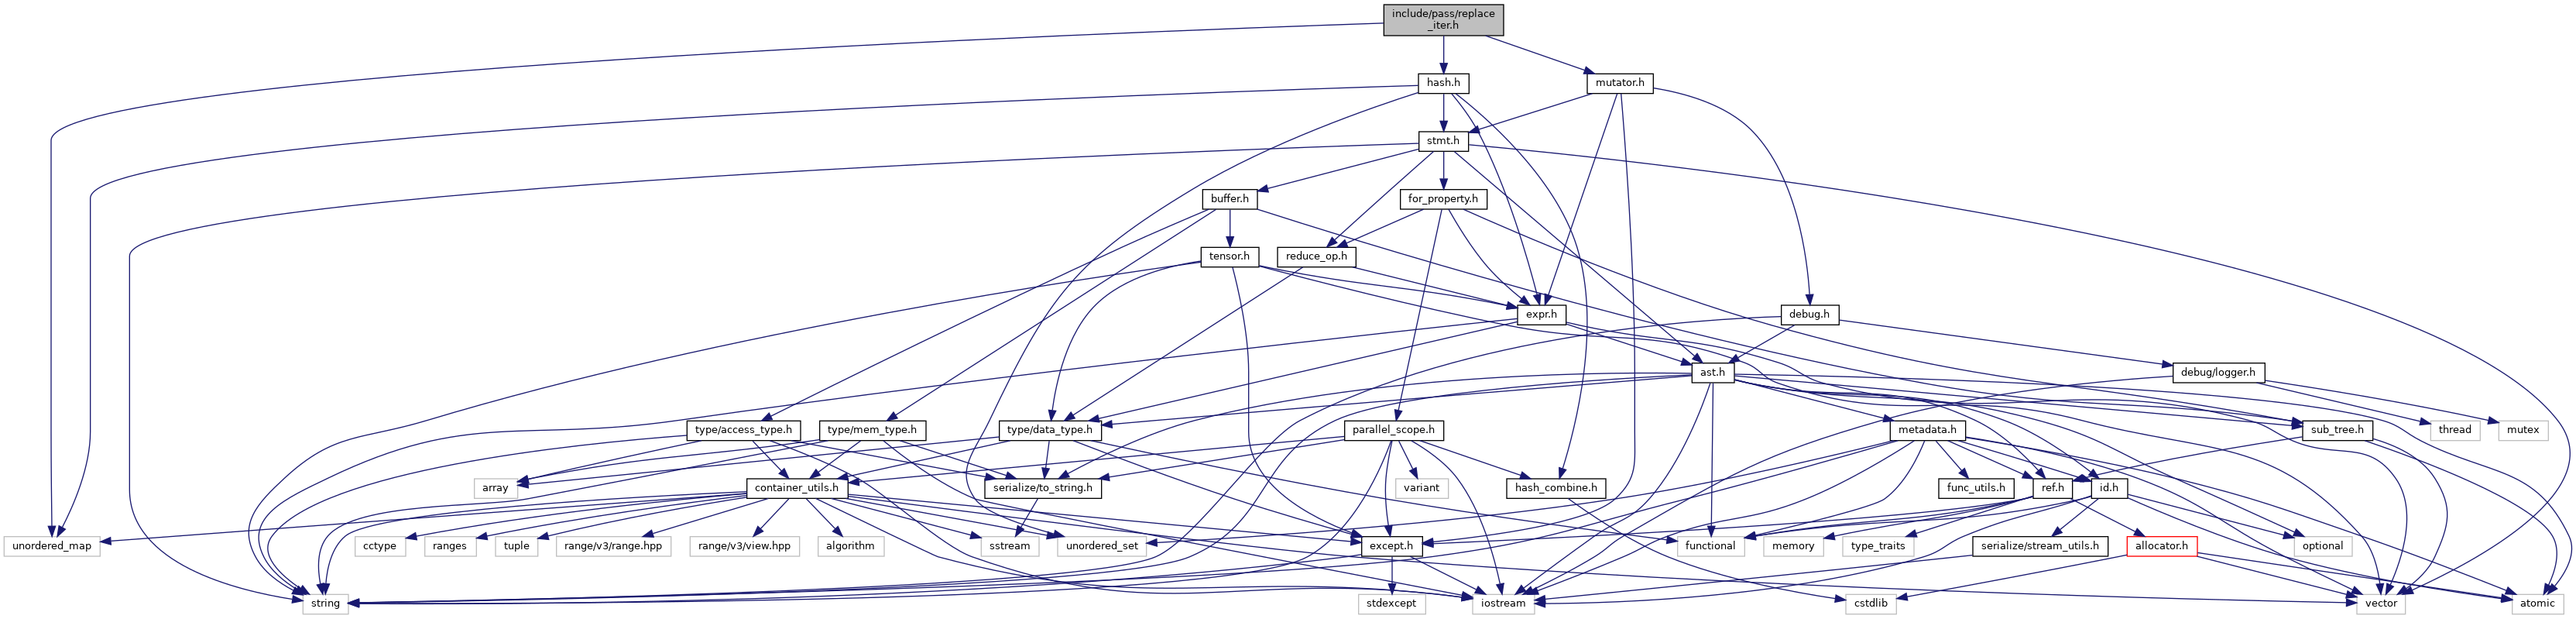 include/pass/replace
_iter.h
hash.h
mutator.h
stmt.h
buffer.h
for_property.h
tensor.h
reduce_op.h
expr.h
debug.h
ast.h
debug/logger.h
type/access_type.h
type/mem_type.h
type/data_type.h
parallel_scope.h
metadata.h
sub_tree.h
thread
mutex
array
container_utils.h
serialize/to_string.h
variant
hash_combine.h
func_utils.h
ref.h
id.h
unordered_map
cctype
ranges
tuple
range/v3/range.hpp
range/v3/view.hpp
algorithm
sstream
unordered_set
except.h
functional
memory
type_traits
serialize/stream_utils.h
allocator.h
optional
string
stdexcept
iostream
cstdlib
vector
atomic